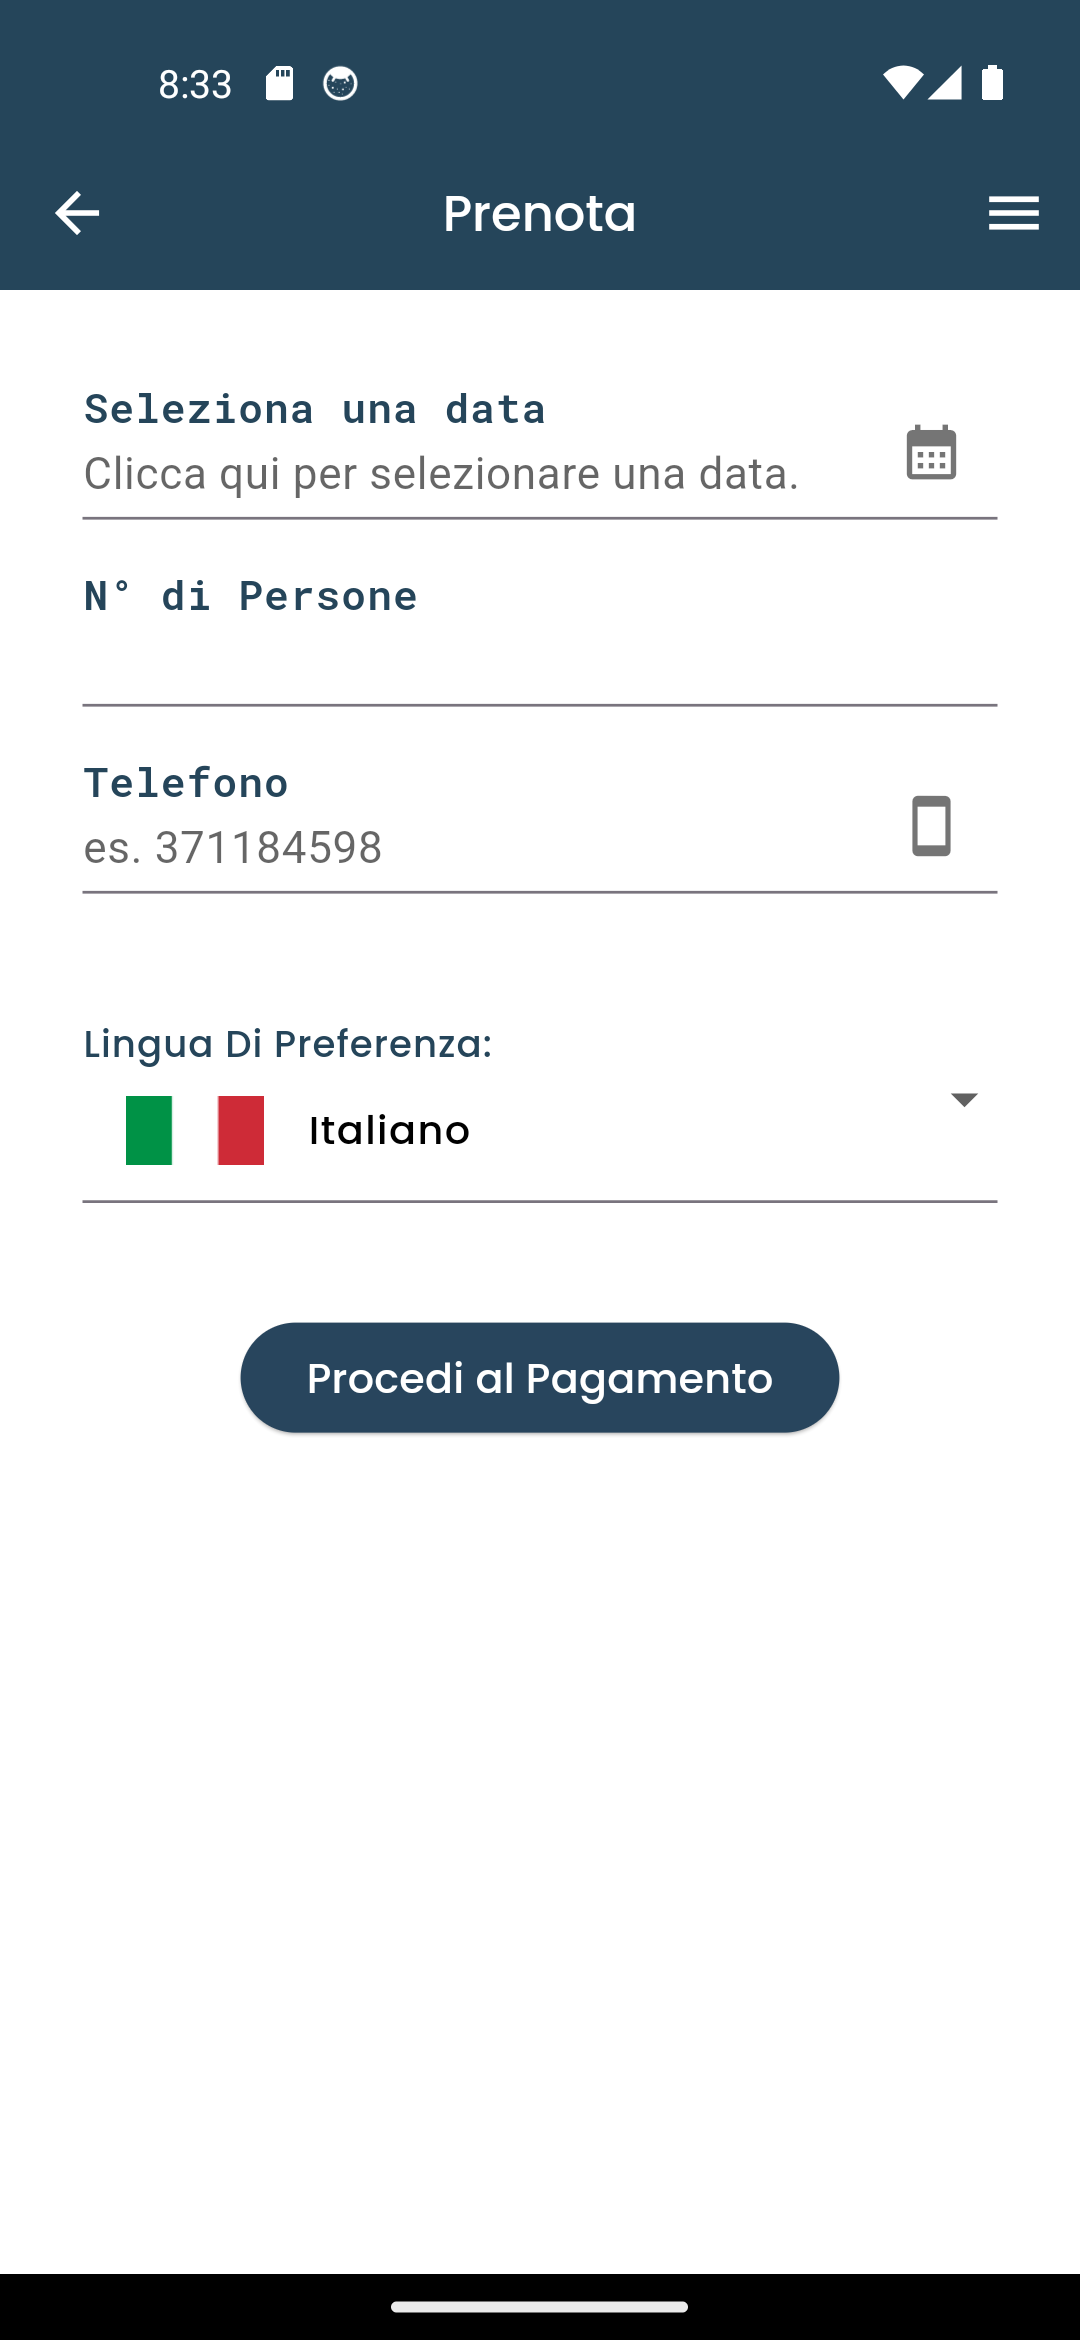 8:33
Prenota
Seleziona una data
Clicca qui per selezionare una data.
N° di Persone
Telefono
es. 371184598
Lingua Di Preferenza:
Italiano
Procedi al Pagamento